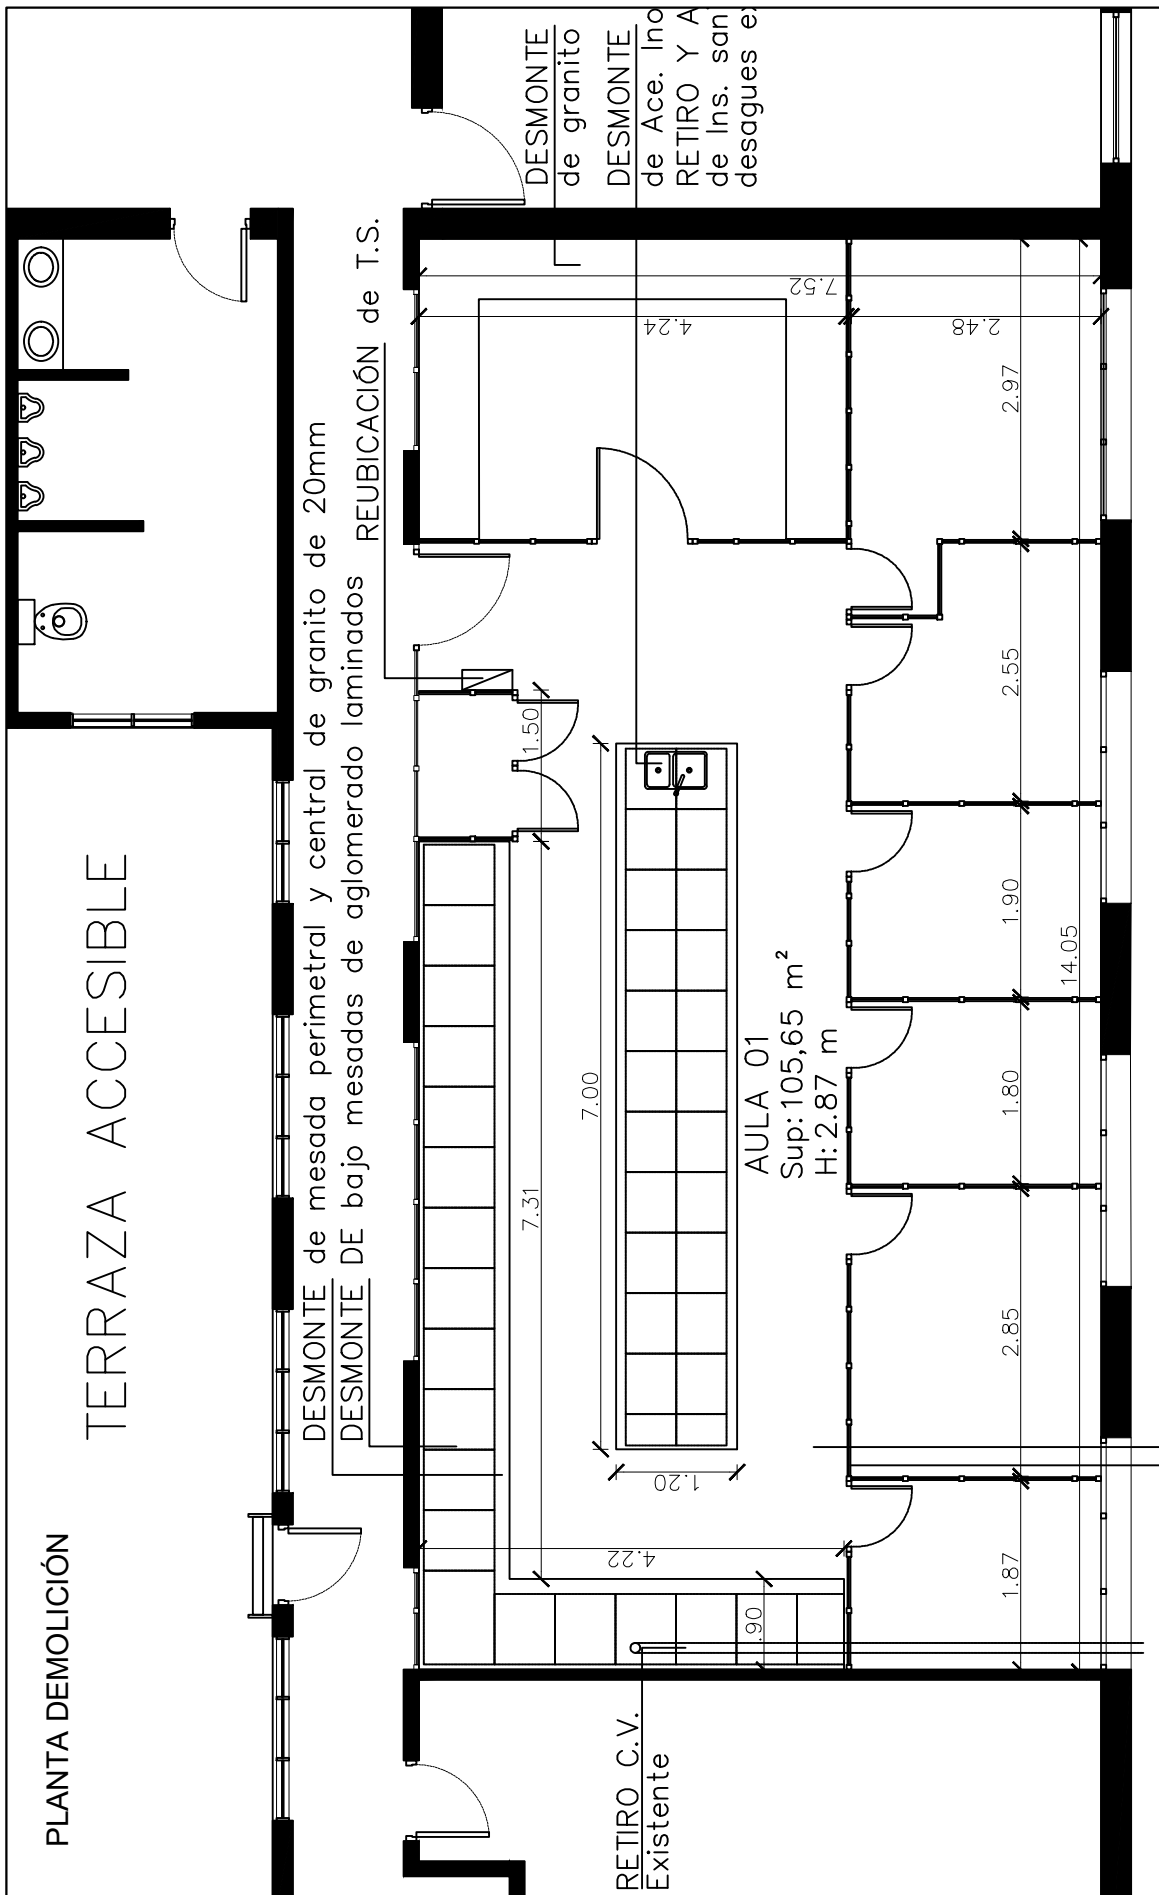 PLANTA DEMOLICIÓN
TERRAZA ACCESIBLE
DESMONTE de mesada perimetral y central de granito de 20mm
DESMONTE DE bajo mesadas de aglomerado laminados
REUBICACIÓN de T.S.
DESMONTE
de granito
DESMONTE
de Ace. Ino
RETIRO Y A
de Ins. san
desagues e
RETIRO C.V.
Existente
AULA 01
Sup: 105,65 m²
H: 2.87 m
7.31
1.50
7.00
1.20
4.22
.90
4.24
7.52
2.48
1.87
2.85
1.80
1.90
2.55
2.97
14.05